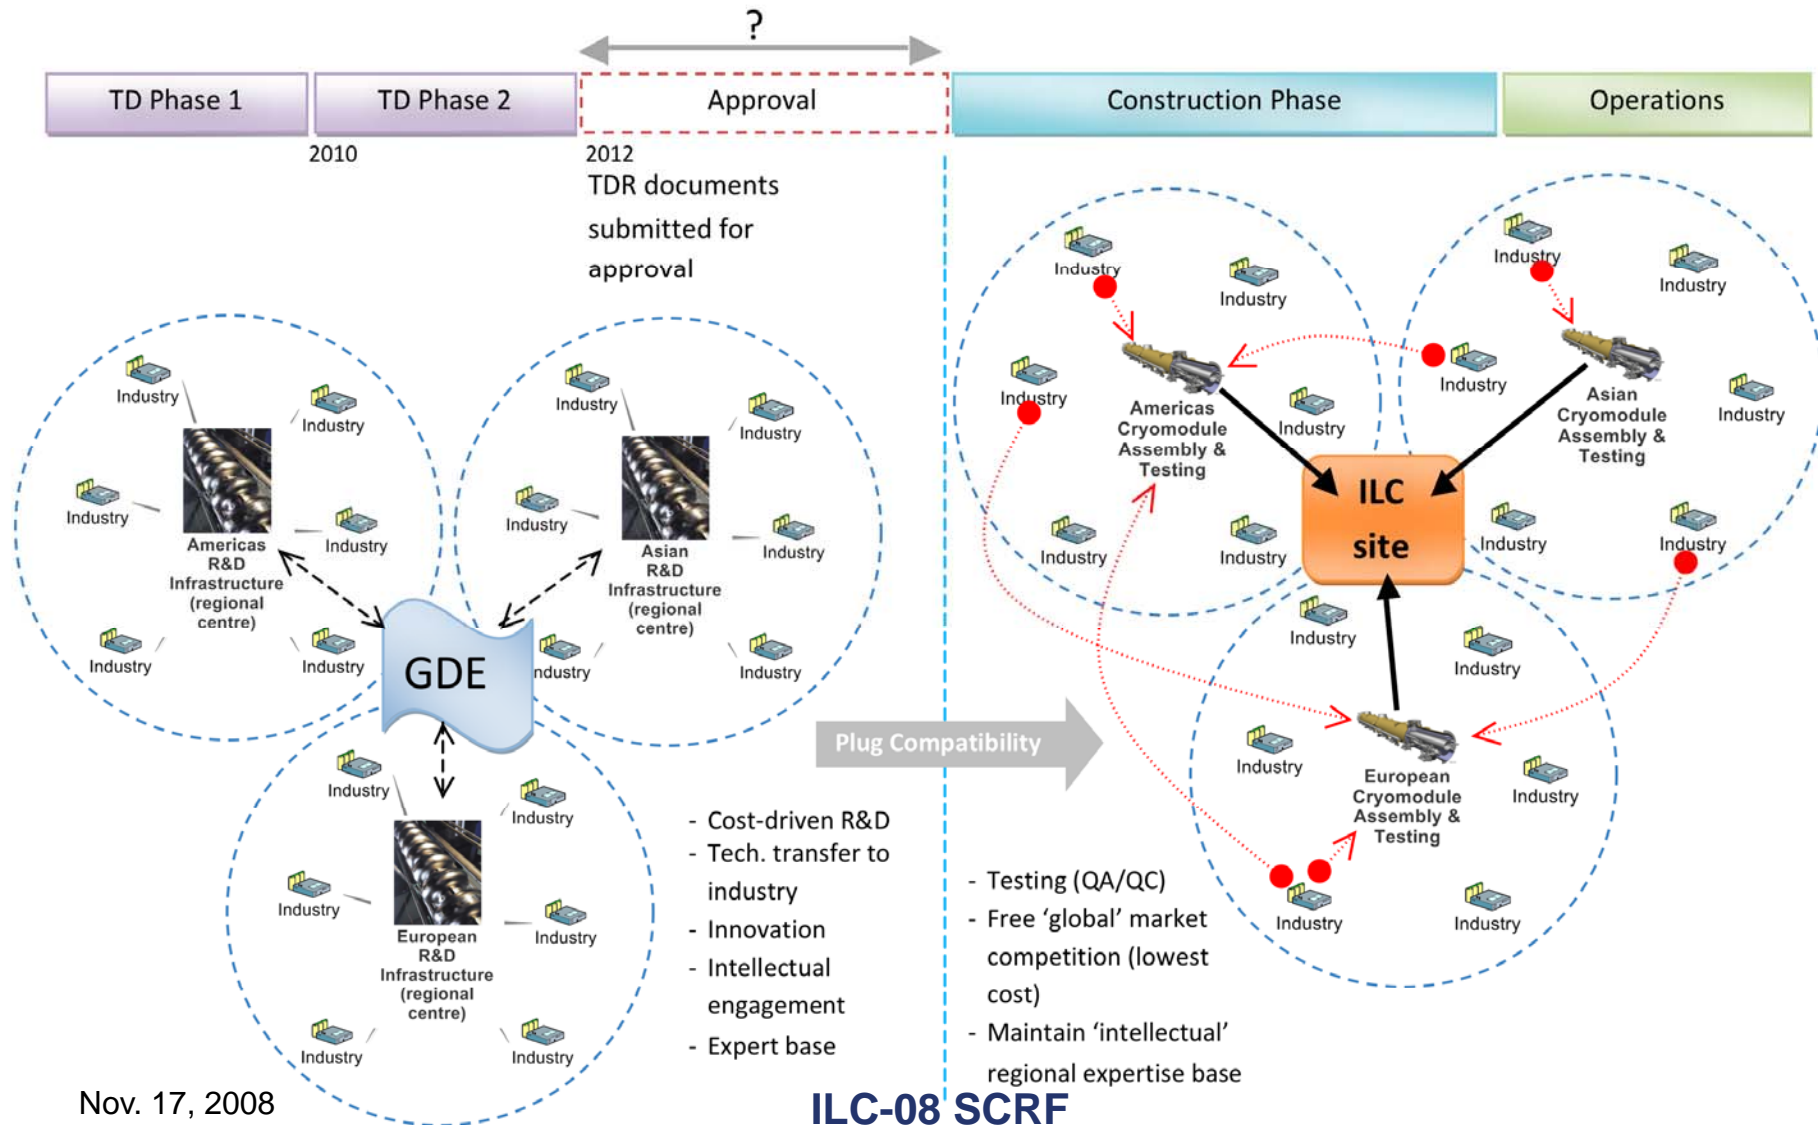 ?
TD Phase 1
TD Phase 2
Approval
Construction Phase
Operations
2010
2012
TDR documents
submitted for
approval
Industry
Industry
Industry
Industry
Industry
Industry
Americas
R&D
Infrastructure
(regional
centre)
Industry
Industry
Industry
Industry
ndustry
Industry
Asian
R&D
Infrastructure
(regional
centre)
GDE
Industry
Industry
Industry
Industry
Industry
Industry
European
R&D
Infrastructure
(regional
centre)
- Cost-driven R&D
- Tech. transfer to
industry
- Innovation
- Intellectual
engagement
- Expert base
Plug Compatibility
Industry
Industry
Industry
Industry
Industry
Industry
Americas
Cryomodule
Assembly &
Testing
Industry
Industry
Industry
Industry
Industry
Industry
Asian
Cryomodule
Assembly &
Testing
ILC
site
Industry
Industry
Industry
Industry
Industry
Industry
European
Cryomodule
Assembly &
Testing
- Testing (QA/QC)
- Free ‘global’ market
competition (lowest
cost)
- Maintain ‘intellectual’
regional expertise base
Nov. 17, 2008
ILC-08 SCRF